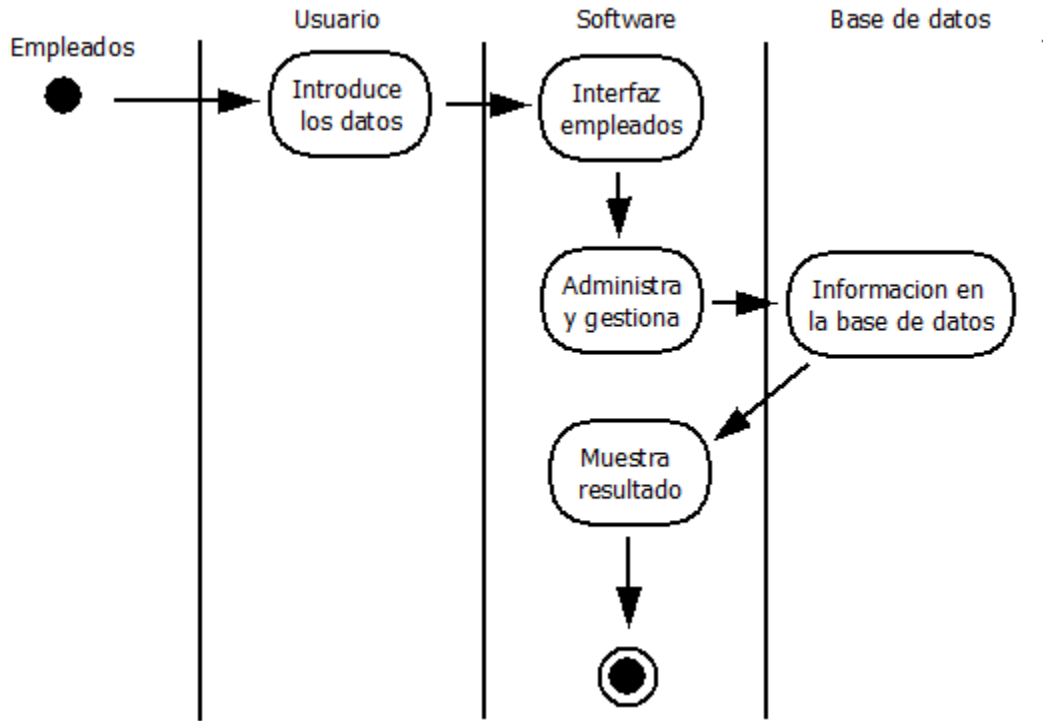 Empleados
Usuario
Software
Base de datos
Introduce
los datos
Interfaz
empleados
Administra
y gestiona
Informacion en
la base de datos
Muestra
resultado